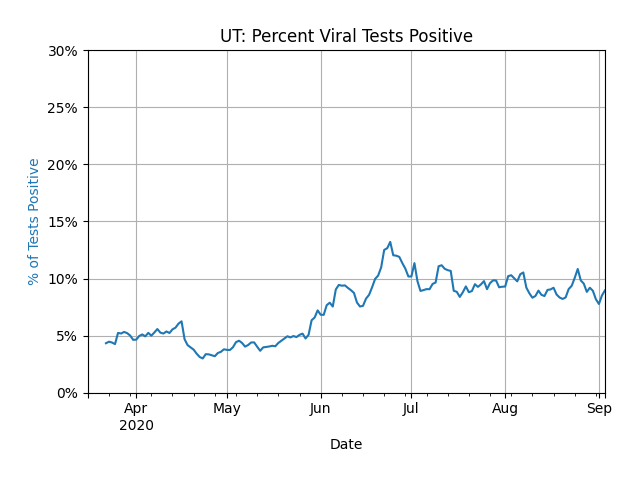 UT: Percent Viral Tests Positive
30%
25%
20%
15%
10%
5%
0%
% of Tests Positive
Apr May Jun Jul Aug Sep
2020
Date